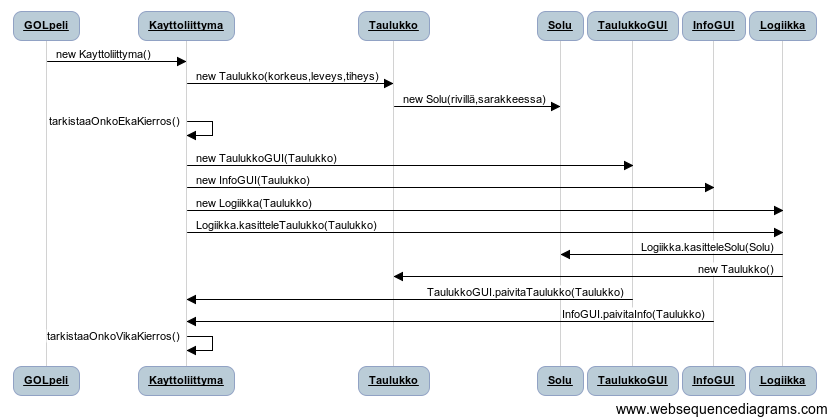 GOLpeli Kayttoliittyma Taulukko Solu TaulukkoGUI InfoGUI Logiikka
new Kayttoliittyma()
new Taulukko(korkeus,leveys,tiheys)
new Solu(rivillä,sarakkeessa)
tarkistaaOnkoEkaKierros()
new TaulukkoGUI(Taulukko)
new InfoGUI(Taulukko)
new Logiikka(Taulukko)
Logiikka.kasitteleTaulukko(Taulukko)
Logiikka.kasitteleSolu(Solu)
new Taulukko()
TaulukkoGUI.paivitaTaulukko(Taulukko)
InfoGUI.paivitaInfo(Taulukko)
tarkistaaOnkoVikaKierros()
GOLpeli Kayttoliittyma Taulukko Solu TaulukkoGUI InfoGUI Logiikka
www.websequencediagrams.com